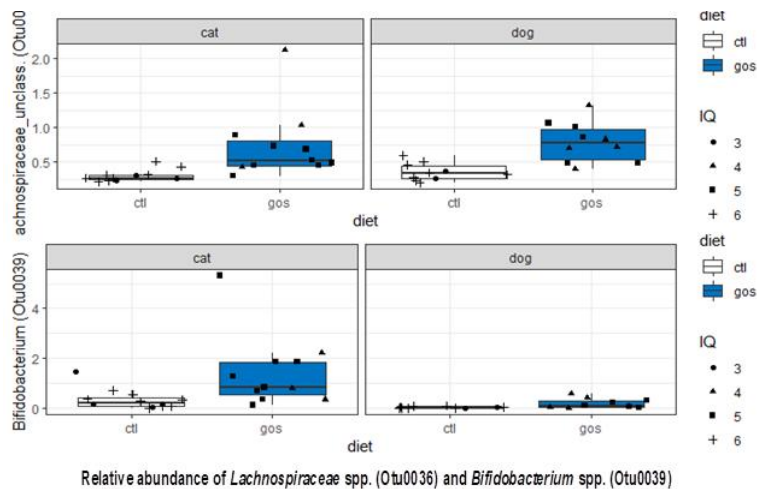 cat dog diet
ctl
gos
achnospiraceae_unclass. (Otu00
2.0
1.5
1.0
0.5
IQ
3
4
5
6
ctl gos ctl gos
diet
cat dog diet
ctl
gos
Bifidobacterium (Otu0039)
4
2
0
IQ
3
4
5
6
ctl gos ctl gos
diet
Relative abundance of Lachnospiraceae spp. (Otu0036) and Bifidobacterium spp. (Otu0039)